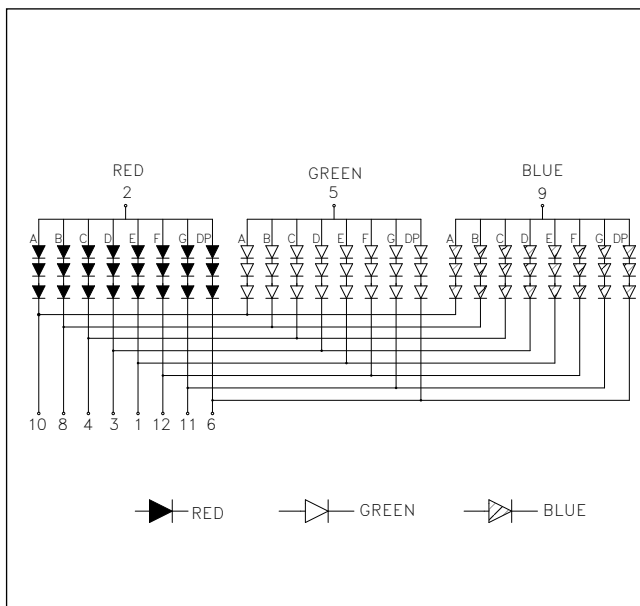 RED GREEN BLUE
2 5 9
A B C D E F G DP A B C D E F G DP A B C D E F G DP
10 8 4 3 1 12 11 6
RED GREEN BLUE